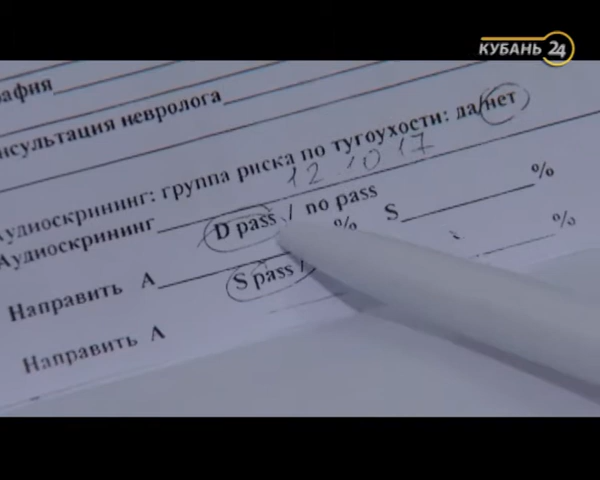 КУБАНЬ 24
афия
нсультация невролога
Аудиоскрининг: группа риска по тугоухости: да/нет
12.10.17
Аудиоскрининг D pass / no pass
Направить А % S %
S pass /
Направить А %